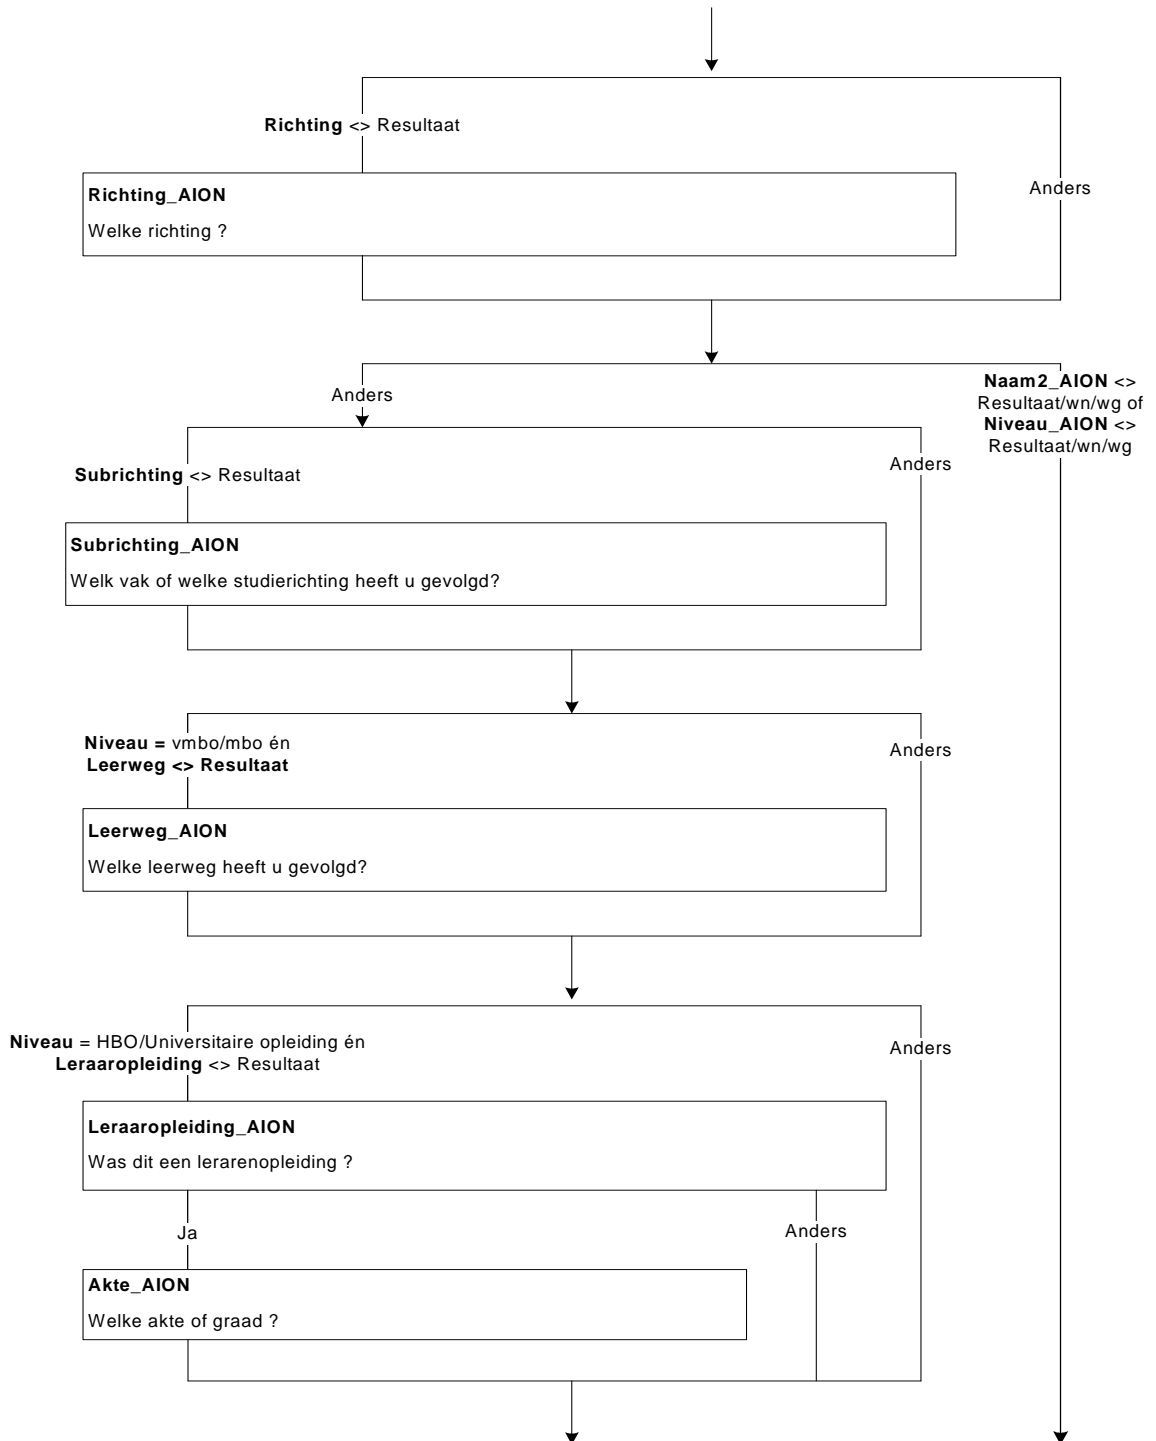 Richting <> Resultaat
Anders
Richting_AION
Welke richting ?
Anders
Naam2_AION <>
Resultaat/wn/wg of
Niveau_AION <>
Resultaat/wn/wg
Subrichting <> Resultaat
Anders
Subrichting_AION
Welk vak of welke studierichting heeft u gevolgd?
Niveau = vmbo/mbo én
Leerweg <> Resultaat
Anders
Leerweg_AION
Welke leerweg heeft u gevolgd?
Niveau = HBO/Universitaire opleiding én
Leraaropleiding <> Resultaat
Anders
Leraaropleiding_AION
Was dit een lerarenopleiding ?
Ja
Anders
Akte_AION
Welke akte of graad ?